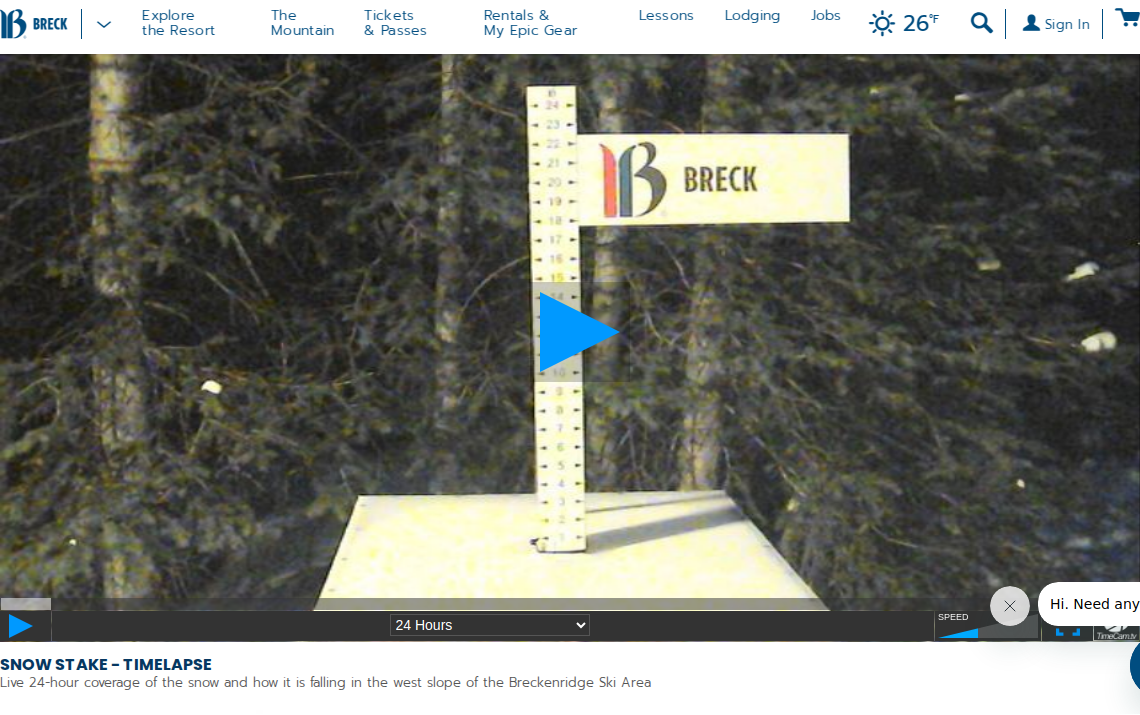 BRECK
Explore
the Resort
The
Mountain
Tickets
& Passes
Rentals &
My Epic Gear
Lessons
Lodging
Jobs
26°F
Sign In
24
23
22
21
20
19
18
17
16
15
14
10
9
8
7
6
5
4
3
2
1
B BRECK
24 Hours
SPEED
Hi. Need any
TimeCam.tv
SNOW STAKE - TIMELAPSE
Live 24-hour coverage of the snow and how it is falling in the west slope of the Breckenridge Ski Area